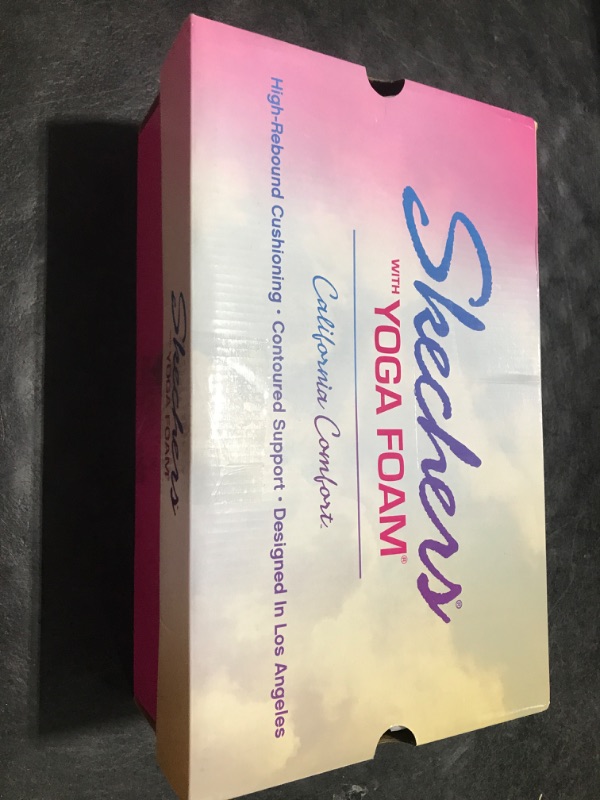 Skechers®
WITH YOGA FOAM®
California Comfort.
High-Rebound Cushioning • Contoured Support • Designed In Los Angeles
Skechers
YOGA FOAM